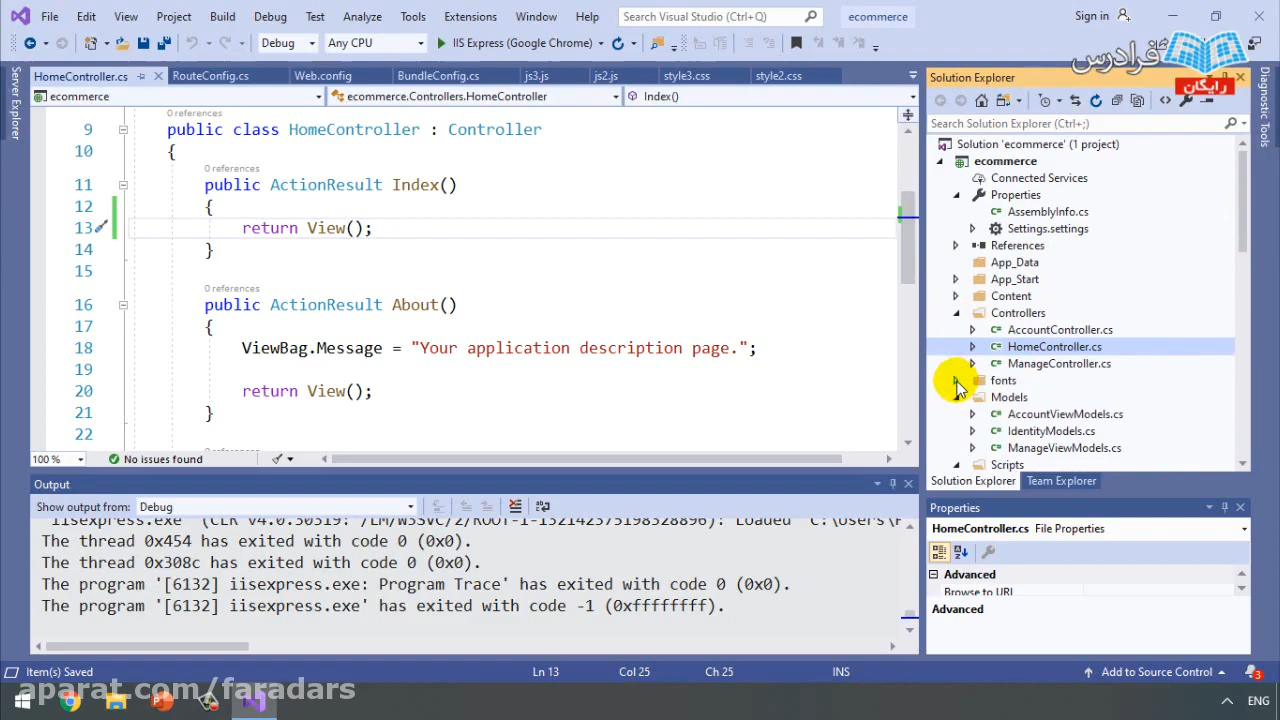 File Edit View Project Build Debug Test Analyze Tools Extensions Window Help Search Visual Studio (Ctrl+Q) ecommerce Sign in
Debug Any CPU IIS Express (Google Chrome)
فرادرس
رایگان
Server Explorer
Diagnostic Tools
HomeController.cs RouteConfig.cs Web.config BundleConfig.cs js3.js js2.js style3.css style2.css
ecommerce ecommerce.Controllers.HomeController Index()
0 references
9 public class HomeController : Controller
10 {
0 references
11 public ActionResult Index()
12 {
13 return View();
14 }
15
0 references
16 public ActionResult About()
17 {
18 ViewBag.Message = "Your application description page.";
20 return View();
21 }
22
100 % No issues found
Output
Show output from: Debug
The thread 0x454 has exited with code 0 (0x0).
The thread 0x308c has exited with code 0 (0x0).
The program '[6132] iisexpress.exe: Program Trace' has exited with code 0 (0x0).
The program '[6132] iisexpress.exe' has exited with code -1 (0xffffffff).
Solution Explorer
Search Solution Explorer (Ctrl+;)
Solution 'ecommerce' (1 project)
ecommerce
Connected Services
Properties
AssemblyInfo.cs
Settings.settings
References
App_Data
App_Start
Content
Controllers
AccountController.cs
HomeController.cs
ManageController.cs
fonts
Models
AccountViewModels.cs
IdentityModels.cs
ManageViewModels.cs
Scripts
Solution Explorer Team Explorer
Properties
HomeController.cs File Properties
Advanced
Browse to URL
Advanced
Item(s) Saved Ln 13 Col 25 Ch 25 INS Add to Source Control 3
aparat.com/faradars
ENG